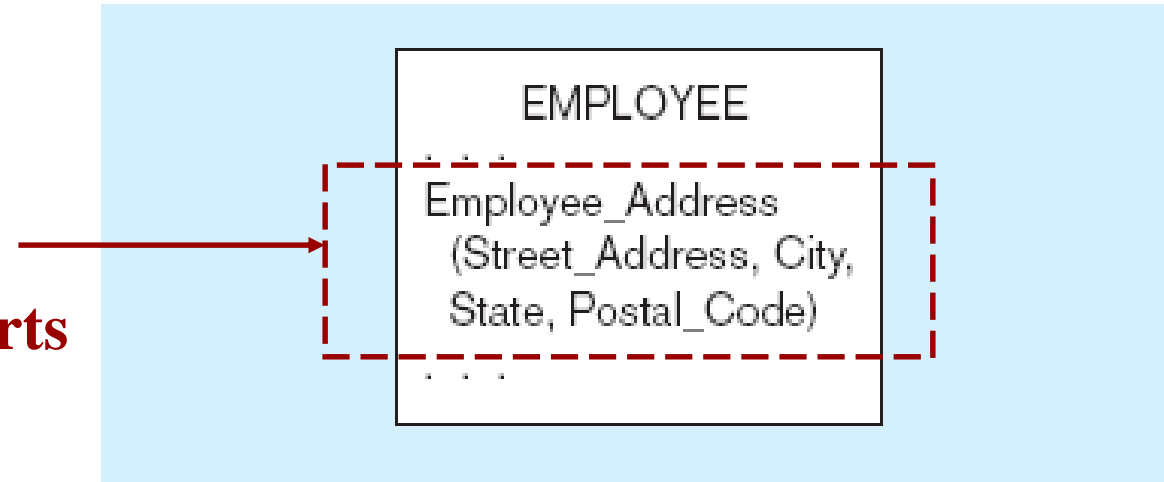 EMPLOYEE
. . .
Employee_Address
(Street_Address, City,
State, Postal_Code)
rts
. . .